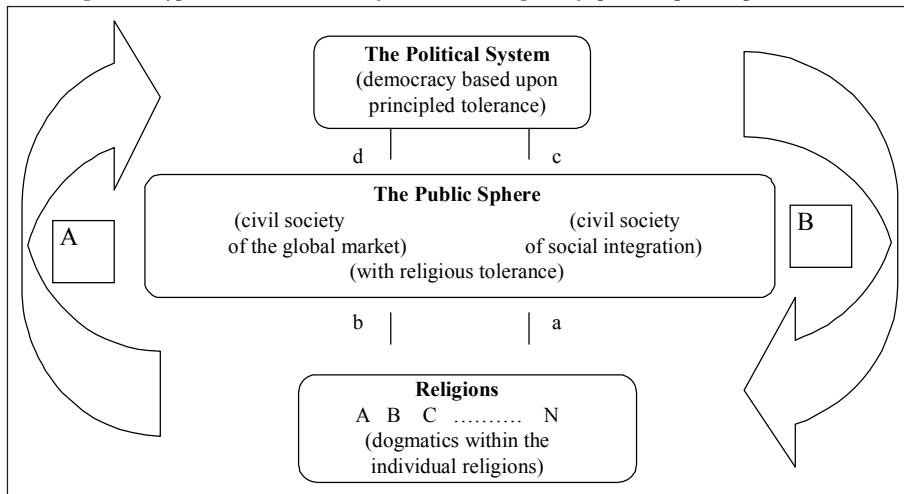 The Political System
(democracy based upon
principled tolerance)
d c
The Public Sphere
(civil society (civil society
of the global market) of social integration)
(with religious tolerance)
A
B
b a
Religions
A B C .......... N
(dogmatics within the
individual religions)